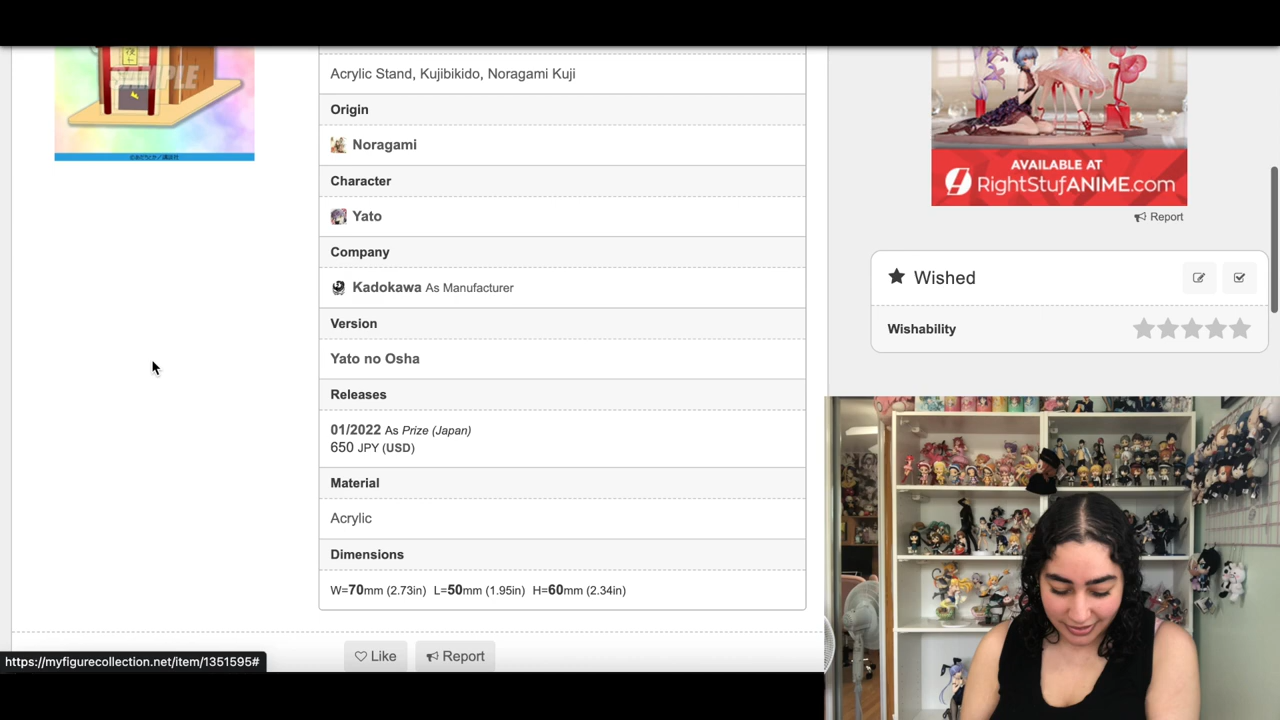 SAMPLE
Acrylic Stand, Kujibikido, Noragami Kuji
Origin
Noragami
Character
Yato
Company
Kadokawa As Manufacturer
Version
Yato no Osha
Releases
01/2022 As Prize (Japan)
650 JPY (USD)
Material
Acrylic
Dimensions
W=70mm (2.73in) L=50mm (1.95in) H=60mm (2.34in)
Like
Report
https://myfigurecollection.net/item/1351595#
AVAILABLE AT
RightStufANIME.com
Report
Wished
Wishability